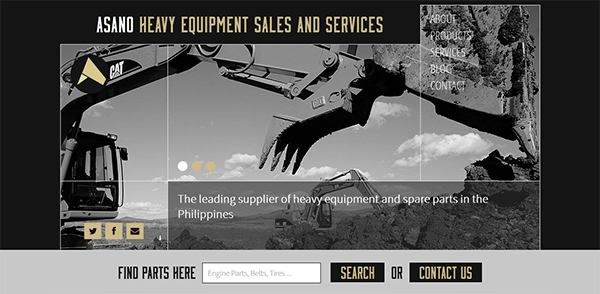 ASANO HEAVY EQUIPMENT SALES AND SERVICES
ABOUT
PRODUCTS
SERVICES
BLOG
CONTACT
CAT
The leading supplier of heavy equipment and spare parts in the
Philippines
FIND PARTS HERE
Engine Parts, Belts, Tires ...
SEARCH
OR
CONTACT US